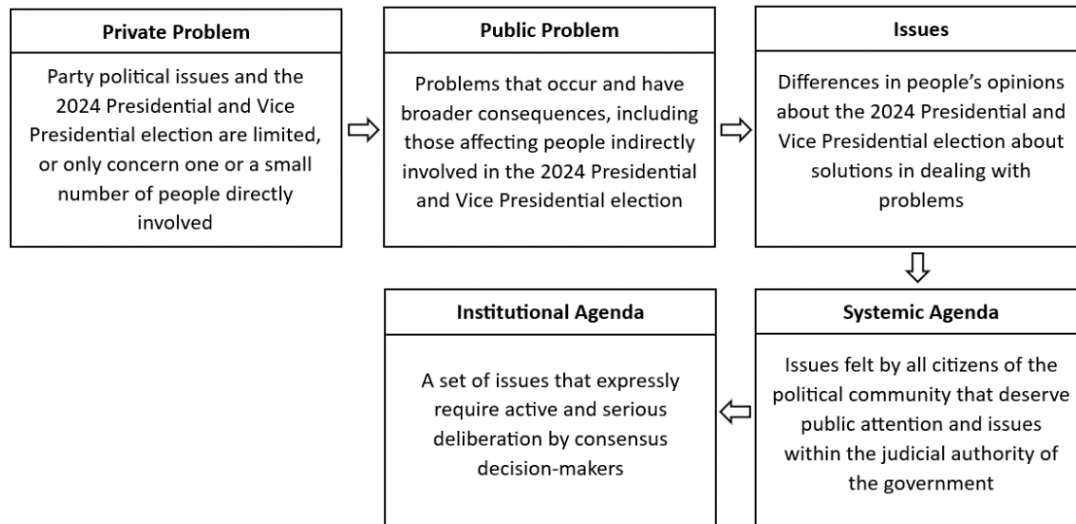 Private Problem
Party political issues and the
2024 Presidential and Vice
Presidential election are limited,
or only concern one or a small
number of people directly
involved
Public Problem
Problems that occur and have
broader consequences, including
those affecting people indirectly
involved in the 2024 Presidential
and Vice Presidential election
Issues
Differences in people’s opinions
about the 2024 Presidential and
Vice Presidential election about
solutions in dealing with
problems
Systemic Agenda
Issues felt by all citizens of the
political community that deserve
public attention and issues
within the judicial authority of
the government
Institutional Agenda
A set of issues that expressly
require active and serious
deliberation by consensus
decision-makers